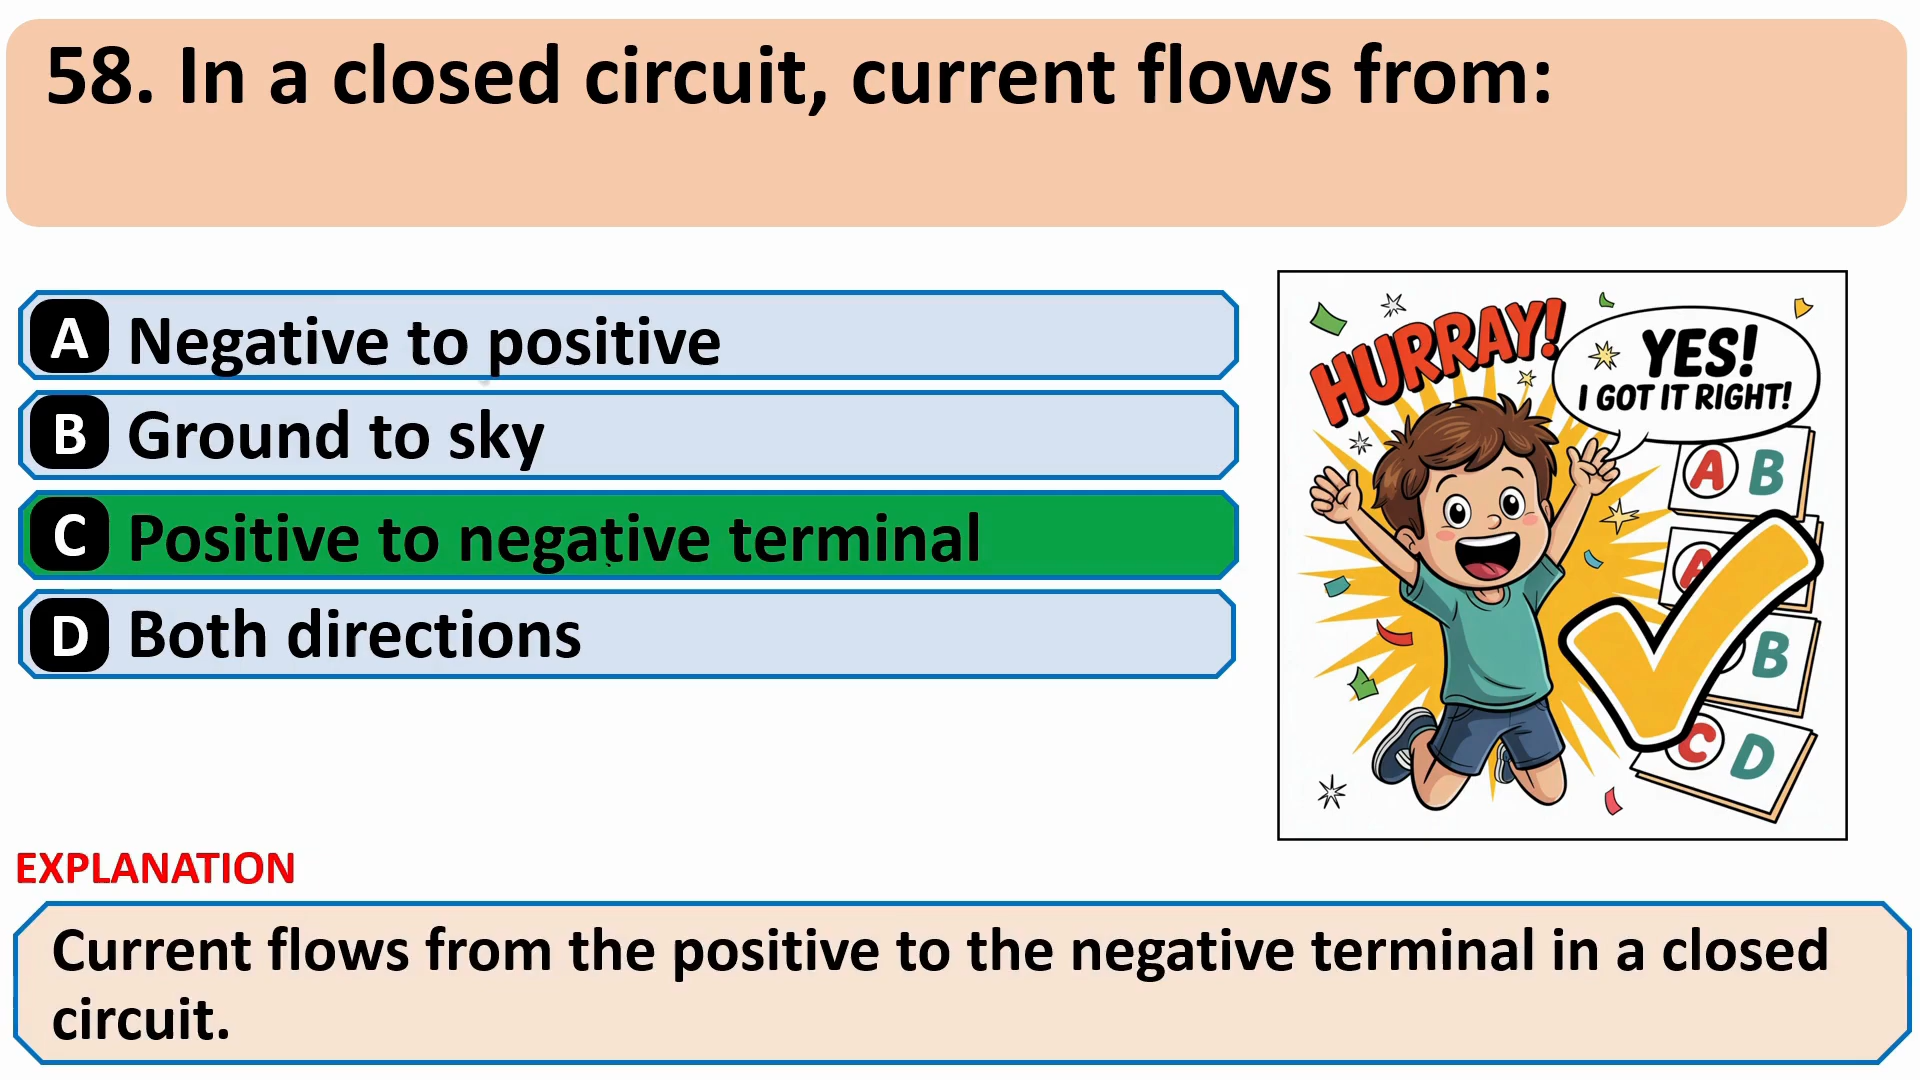 58. In a closed circuit, current flows from:
A Negative to positive
B Ground to sky
C Positive to negative terminal
D Both directions
HURRAY!
YES!
I GOT IT RIGHT!
A B
A
B
C D
EXPLANATION
Current flows from the positive to the negative terminal in a closed
circuit.